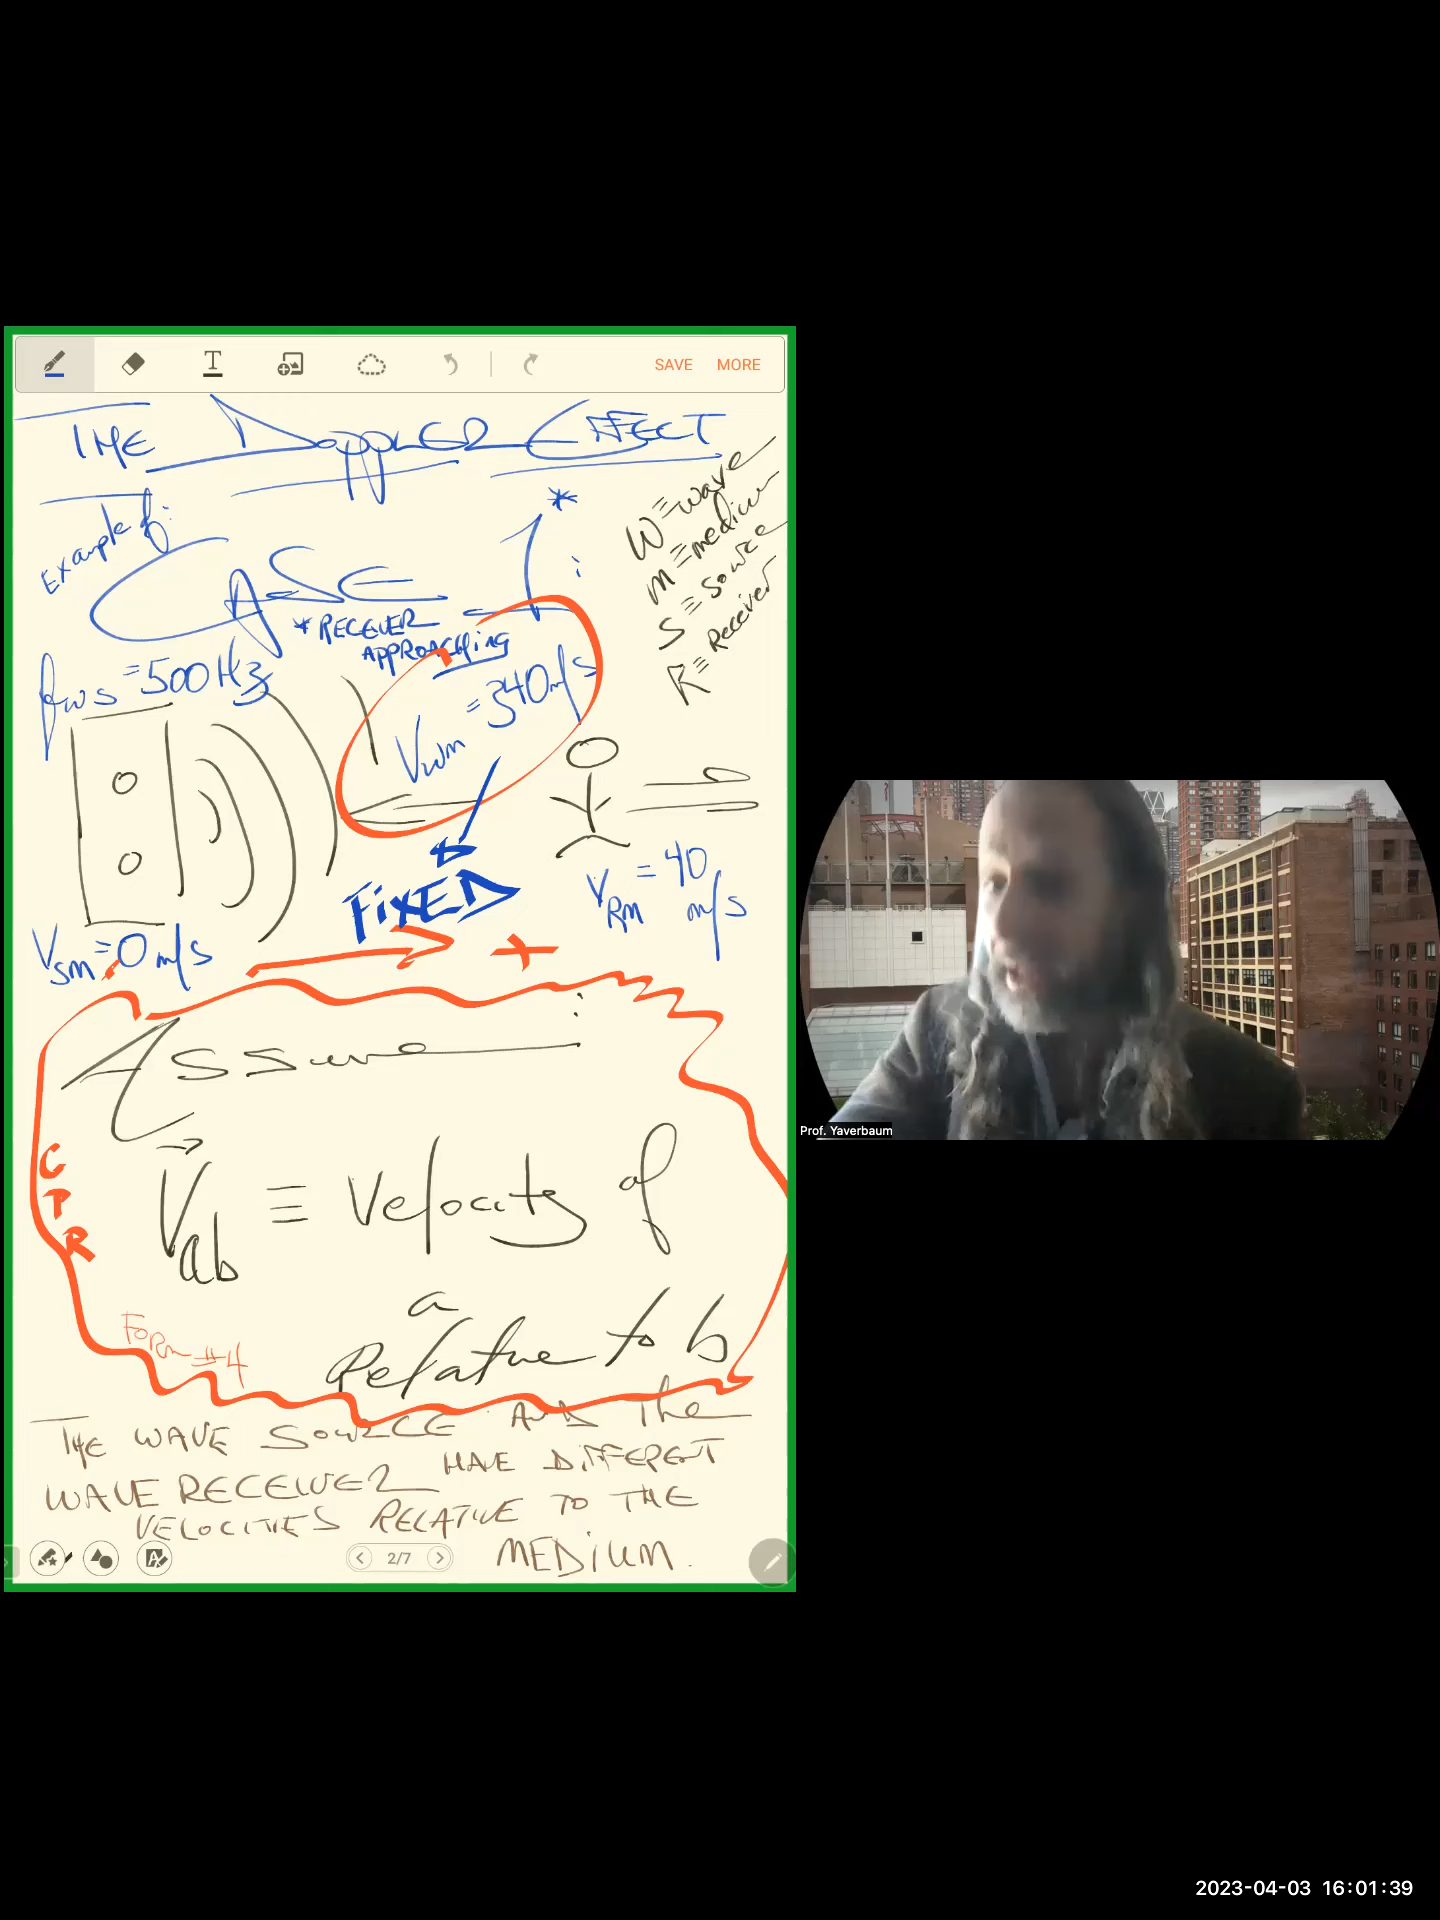 SAVE MORE
THE DOPPLER EFFECT
Example of:
CASE 1 * :
* RECEIVER
APPROACHING
W ≡ wave
m ≡ medium
S ≡ Source
R ≡ Receiver
fws = 500 Hz
Vwm = 340 m/s
FIXED
VRm = 40 m/s
Vsm = 0 m/s
+
Assume :
CPR
Vab ≡ Velocity of
a
Relative to b
FORM #4
THE WAVE SOURCE AND The
WAVE RECEIVER HAVE DIFFERENT
VELOCITIES RELATIVE TO THE
MEDIUM.
2/7
Prof. Yaverbaum
2023-04-03 16:01:39